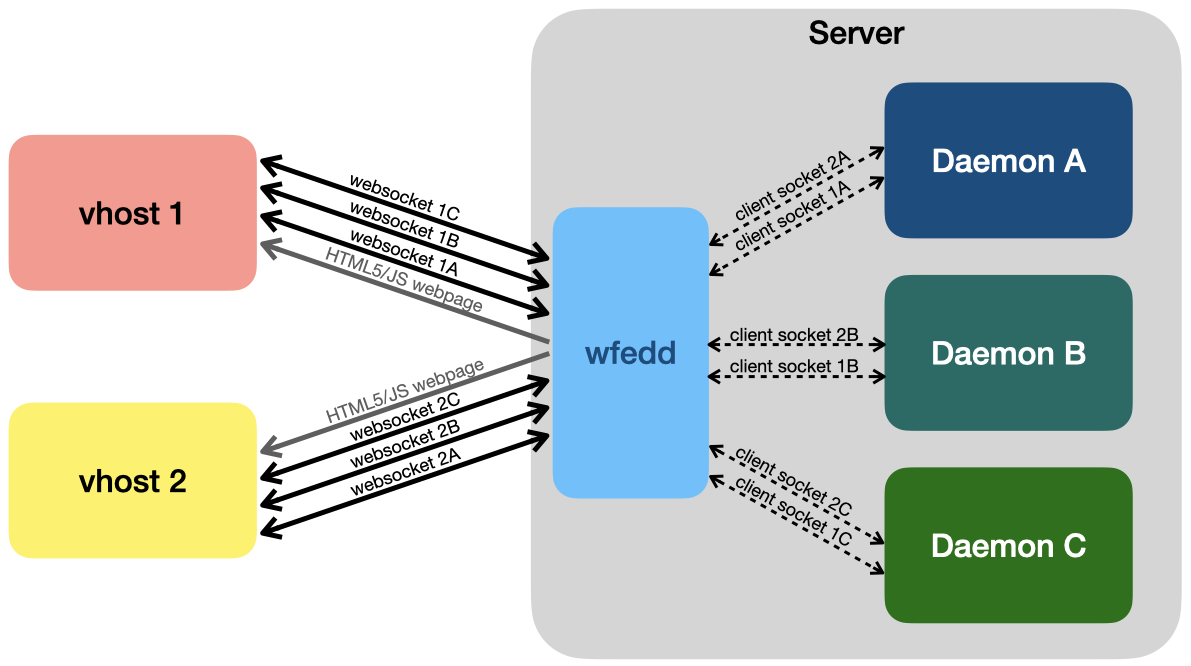 Server
vhost 1
websocket 1C
websocket 1B
websocket 1A
HTML5/JS webpage
vhost 2
HTML5/JS webpage
websocket 2C
websocket 2B
websocket 2A
wfedd
client socket 2A
client socket 1A
client socket 2B
client socket 1B
client socket 2C
client socket 1C
Daemon A
Daemon B
Daemon C